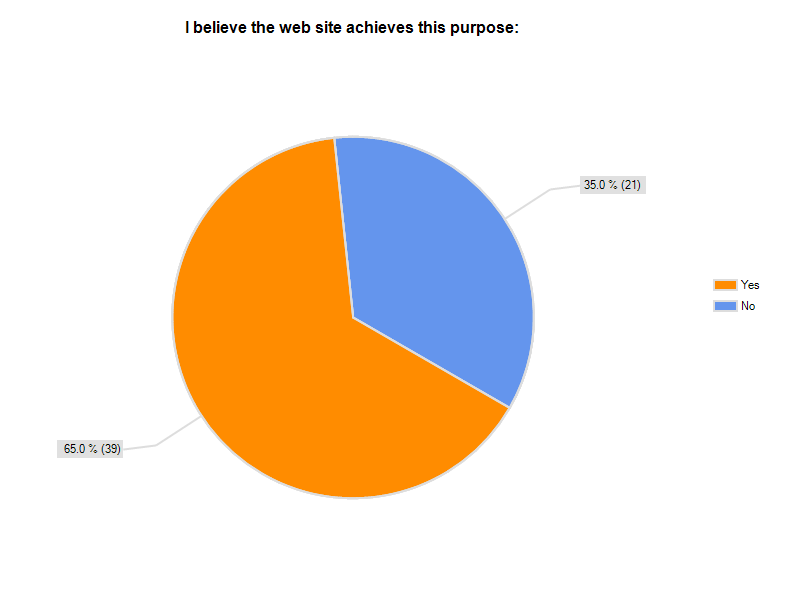 I believe the web site achieves this purpose:
35.0 % (21)
Yes
No
65.0 % (39)